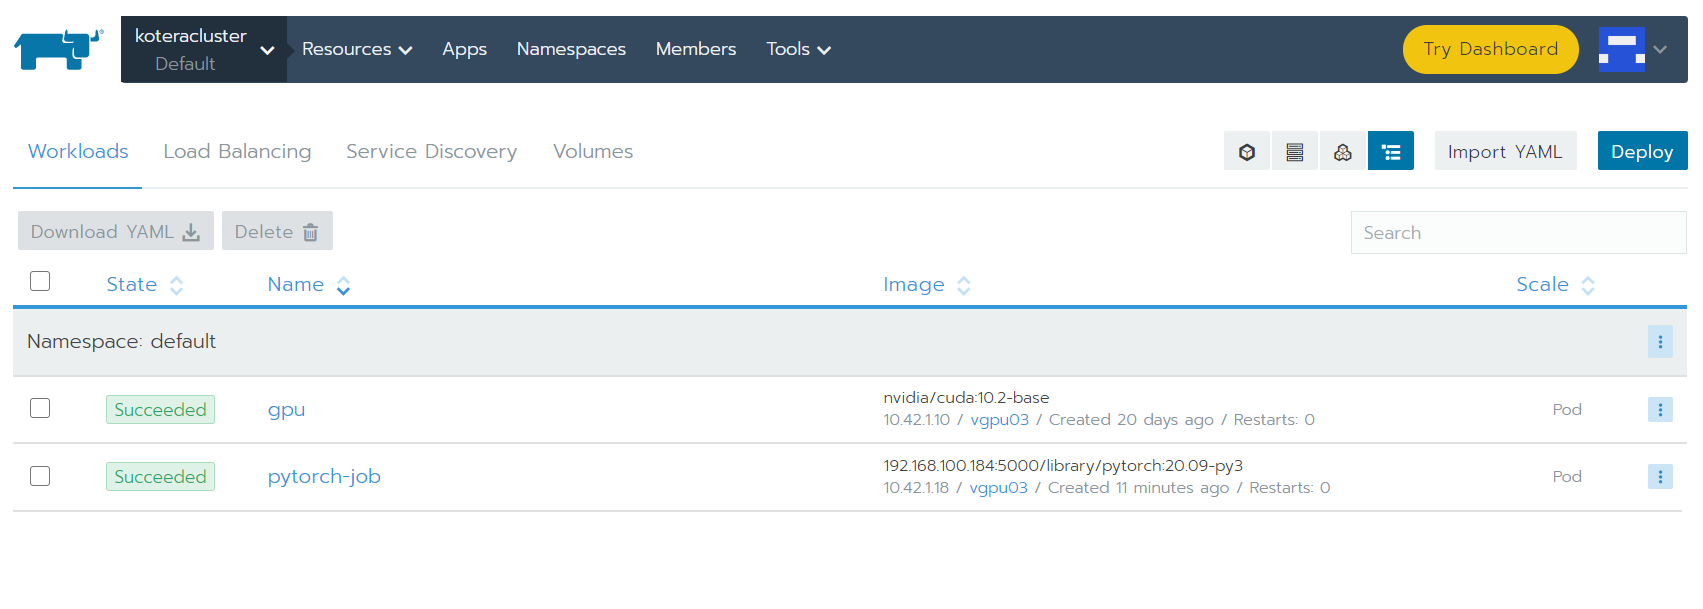 koteracluster
Default
Resources Apps Namespaces Members Tools
Try Dashboard
Workloads Load Balancing Service Discovery Volumes
Import YAML
Deploy
Download YAML Delete
Search
State Name Image Scale
Namespace: default
Succeeded gpu nvidia/cuda:10.2-base Pod
10.42.1.10 / vgpu03 / Created 20 days ago / Restarts: 0
Succeeded pytorch-job 192.168.100.184:5000/library/pytorch:20.09-py3 Pod
10.42.1.18 / vgpu03 / Created 11 minutes ago / Restarts: 0